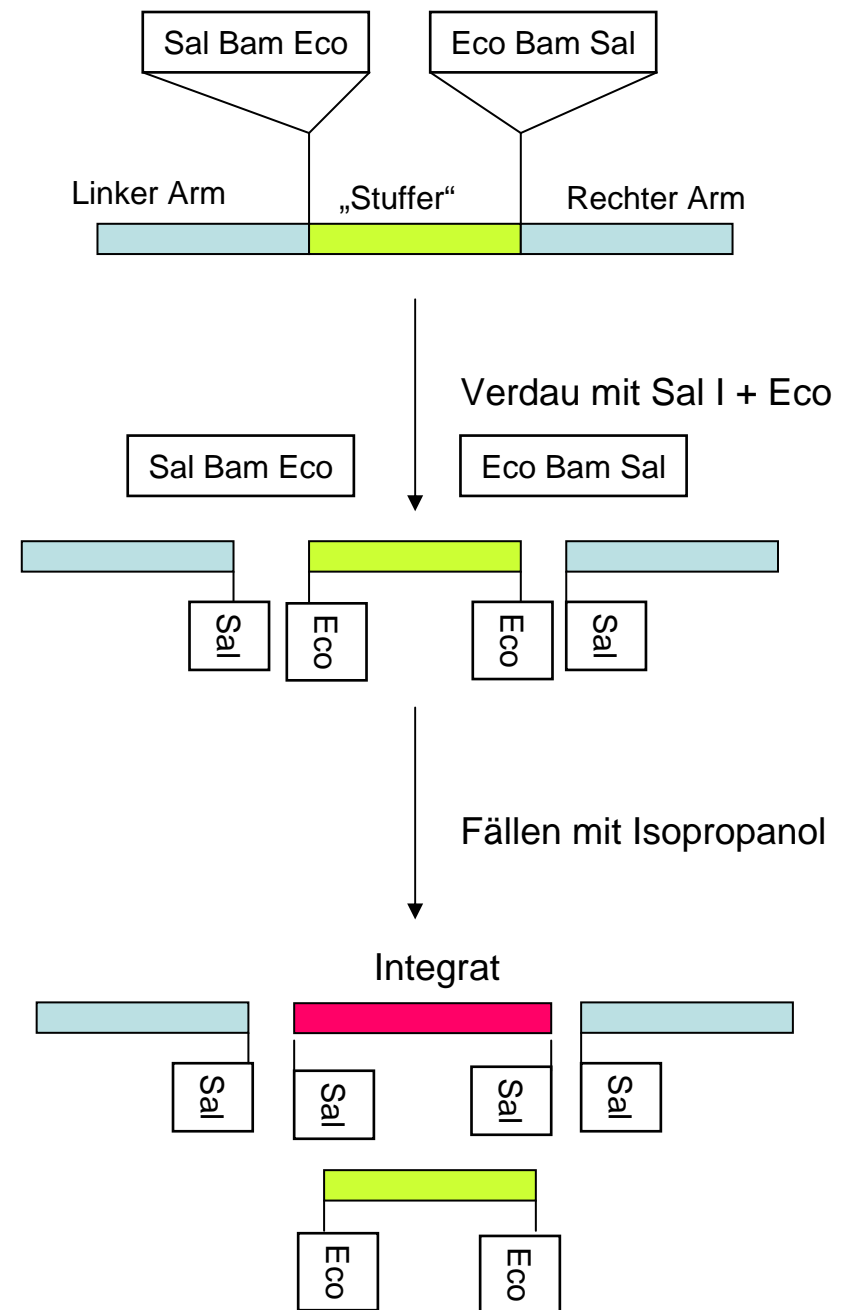 Sal Bam Eco
Eco Bam Sal
Linker Arm
„Stuffer“
Rechter Arm
Verdau mit Sal I + Eco
Sal Bam Eco
Eco Bam Sal
Sal
Eco
Eco
Sal
Fällen mit Isopropanol
Integrat
Sal
Sal
Sal
Sal
Eco
Eco